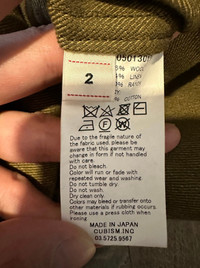 2
% COTTON
Due to the fragile nature of
the fabric used, please be
aware that this garment may
change in form if not handled
with care.
Do not bleach.
Color will run or fade with
repeated wear and washing.
Do not tumble dry.
Do not wash.
Dry clean only.
Colors may bleed or transfer onto
other materials if rubbing occurs.
Please use a press cloth when
ironing.
MADE IN JAPAN
CUBISM.INC
03.5725.9567